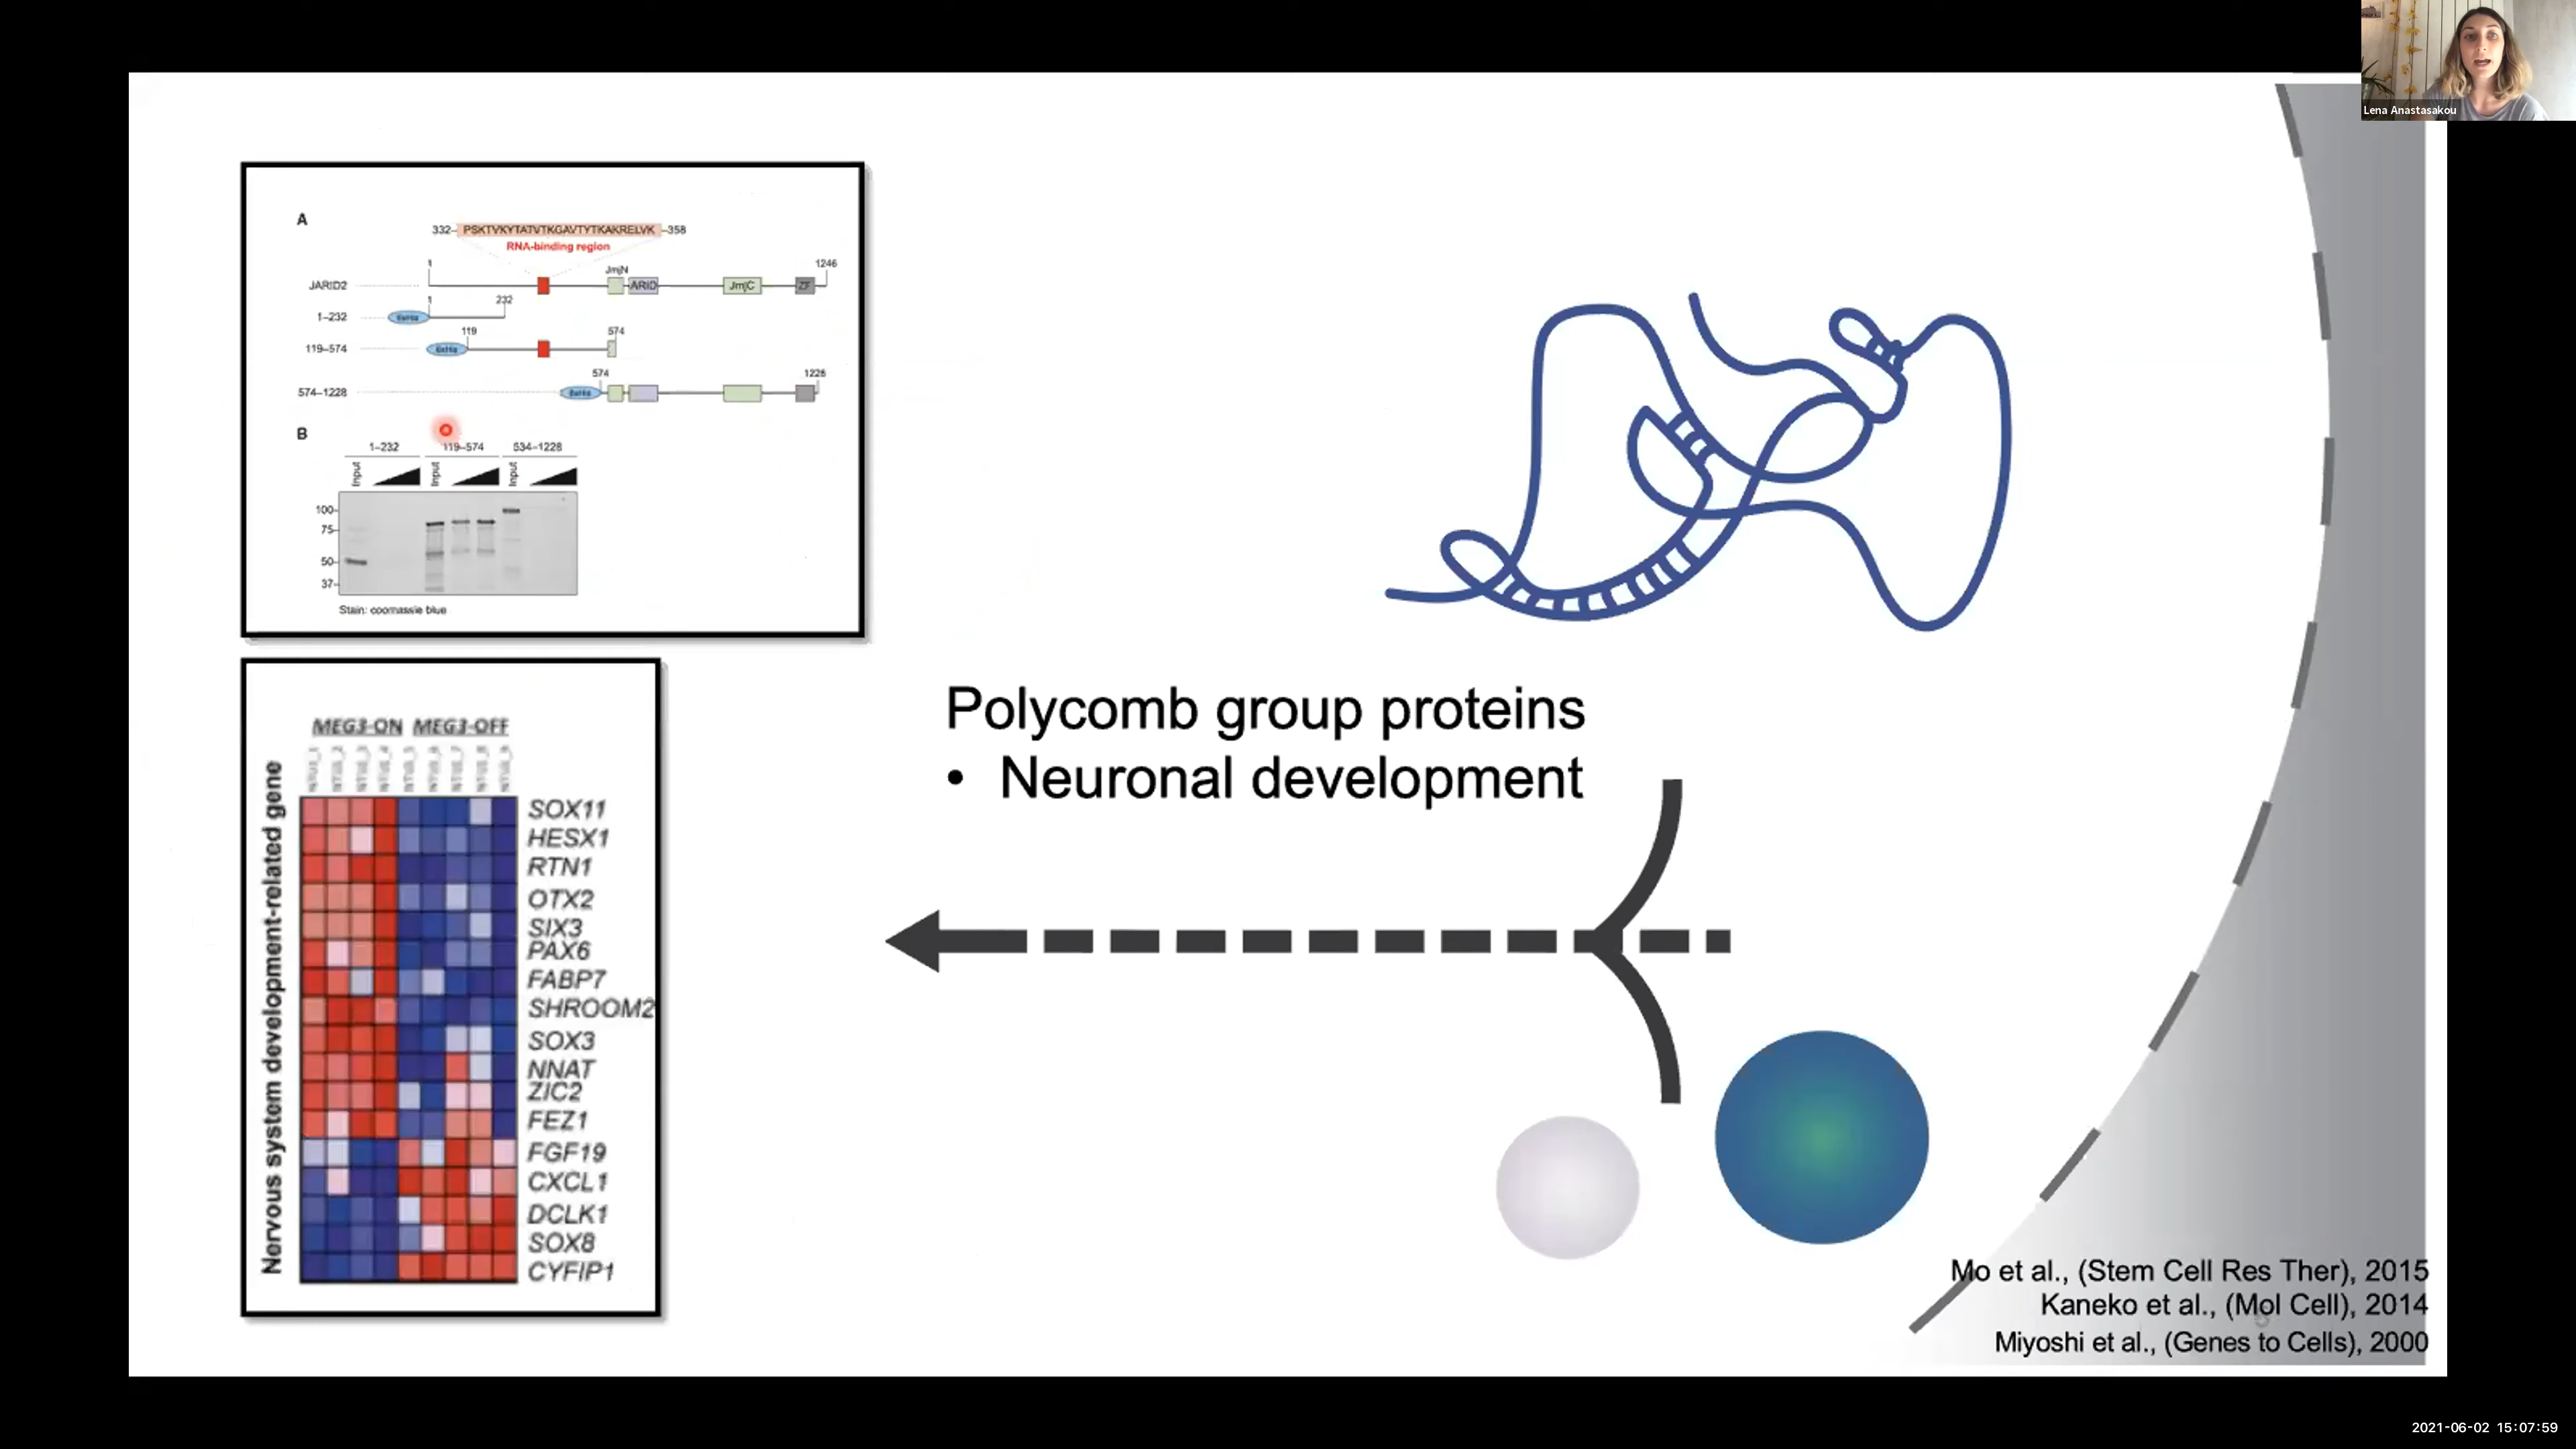 Lena Anastasakou
A
332– PSKTVKYTATVTKGAVTYTKAKRELVK –358
RNA-binding region
1 JmjN 1246
JARID2 ARID JmjC ZF
1 232
1–232
119 574
119–574
574 1228
574–1228
B
1–232 119–574 534–1228
Input Input Input
100
75
50
37
Stain: coomassie blue
Polycomb group proteins
• Neuronal development
MEG3-ON MEG3-OFF
Nervous system development-related gene
SOX11
HESX1
RTN1
OTX2
SIX3
PAX6
FABP7
SHROOM2
SOX3
NNAT
ZIC2
FEZ1
FGF19
CXCL1
DCLK1
SOX8
CYFIP1
Mo et al., (Stem Cell Res Ther), 2015
Kaneko et al., (Mol Cell), 2014
Miyoshi et al., (Genes to Cells), 2000
2021-06-02 15:07:59